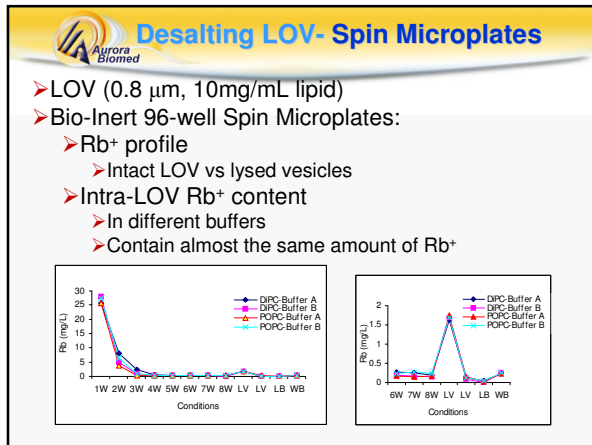 Aurora
Biomed
Desalting LOV- Spin Microplates
➢LOV (0.8 μm, 10mg/mL lipid)
➢Bio-Inert 96-well Spin Microplates:
➢Rb⁺ profile
➢Intact LOV vs lysed vesicles
➢Intra-LOV Rb⁺ content
➢In different buffers
➢Contain almost the same amount of Rb⁺
30
25
20
15
10
5
0
Rb (mg/L)
1W 2W 3W 4W 5W 6W 7W 8W LV LV LB WB
Conditions
DiPC-Buffer A
DiPC-Buffer B
POPC-Buffer A
POPC-Buffer B
2
1.5
1
0.5
0
Rb (mg/L)
6W 7W 8W LV LV LB WB
Conditions
DiPC-Buffer A
DiPC-Buffer B
POPC-Buffer A
POPC-Buffer B